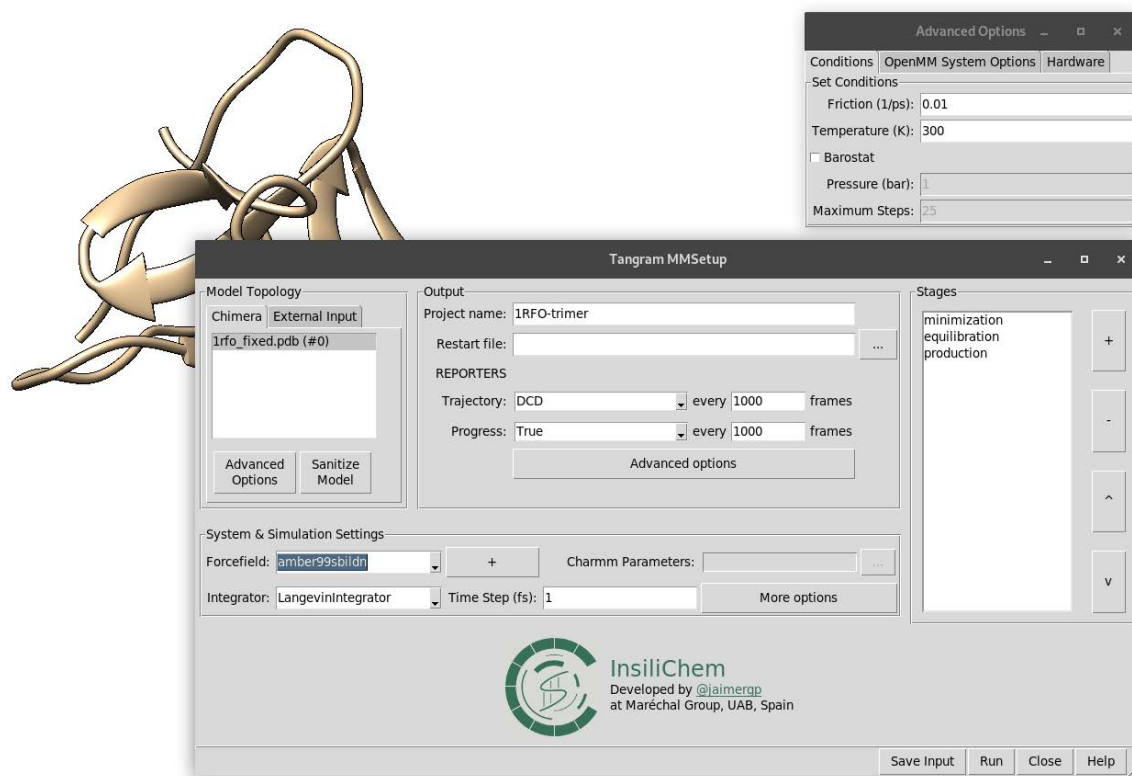 Advanced Options
Conditions OpenMM System Options Hardware
Set Conditions
Friction (1/ps): 0.01
Temperature (K): 300
Barostat
Pressure (bar): 1
Maximum Steps: 25
Tangram MMSetup
Model Topology
Chimera External Input
1rfo_fixed.pdb (#0)
Advanced Options
Sanitize Model
Output
Project name: 1RFO-trimer
Restart file: ...
REPORTERS
Trajectory: DCD every 1000 frames
Progress: True every 1000 frames
Advanced options
Stages
minimization
equilibration
production
+
-
^
v
System & Simulation Settings
Forcefield: amber99sbildn + Charmm Parameters: ...
Integrator: LangevinIntegrator Time Step (fs): 1 More options
InsiliChem
Developed by @jaimergp
at Maréchal Group, UAB, Spain
Save Input Run Close Help